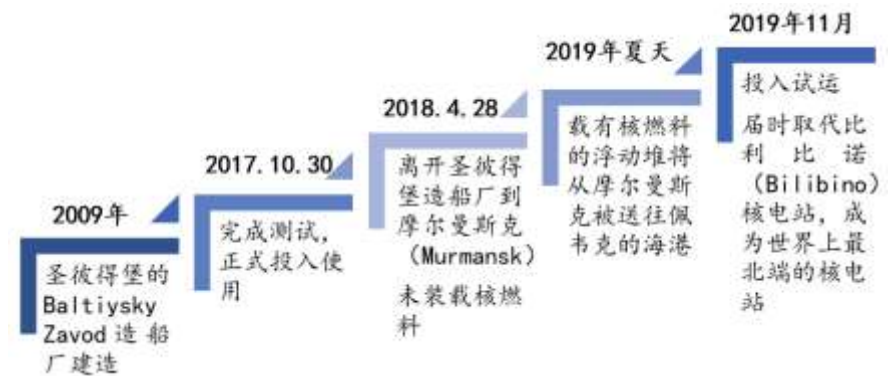 2009年
圣彼得堡的
Baltiysky
Zavod 造船
厂建造
2017.10.30
完成测试，
正式投入使
用
2018.4.28
离开圣彼得
堡造船厂到
摩尔曼斯克
（Murmansk）
未装载核燃
料
2019年夏天
载有核燃料
的浮动堆将
从摩尔曼斯
克被送往佩
韦克的海港
2019年11月
投入试运
届时取代比
利比诺
（Bilibino）
核电站，成
为世界上最
北端的核电
站